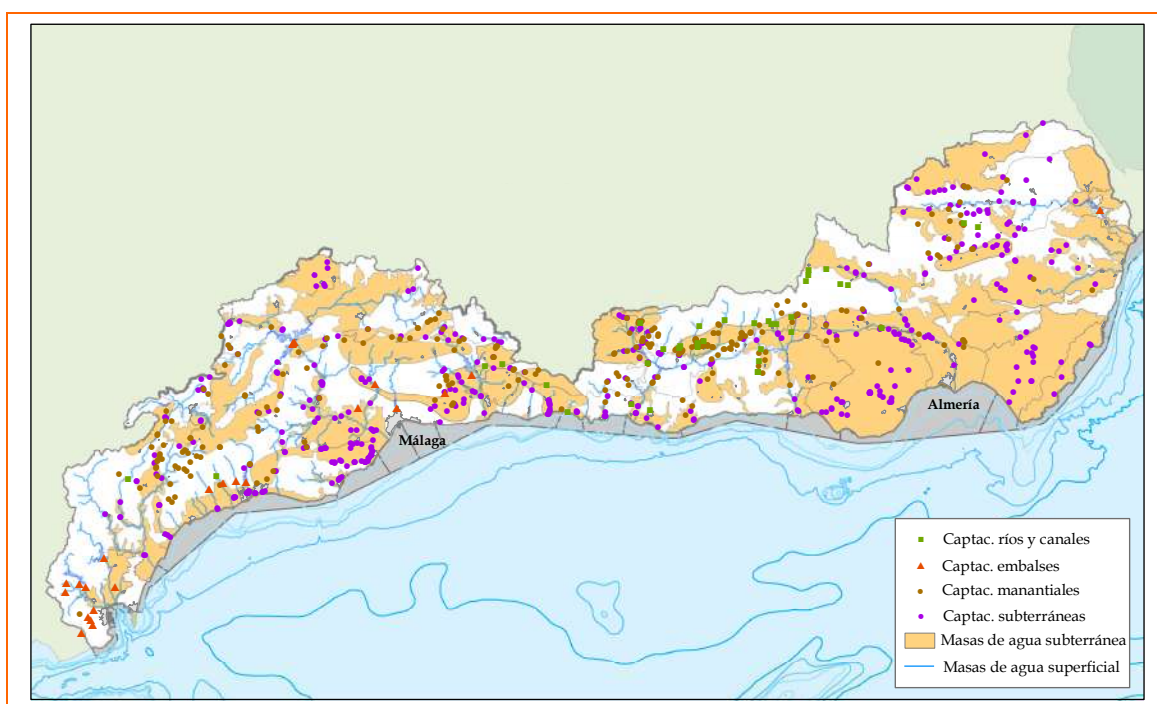 Málaga
Almería
Captac. ríos y canales
Captac. embalses
Captac. manantiales
Captac. subterráneas
Masas de agua subterránea
Masas de agua superficial